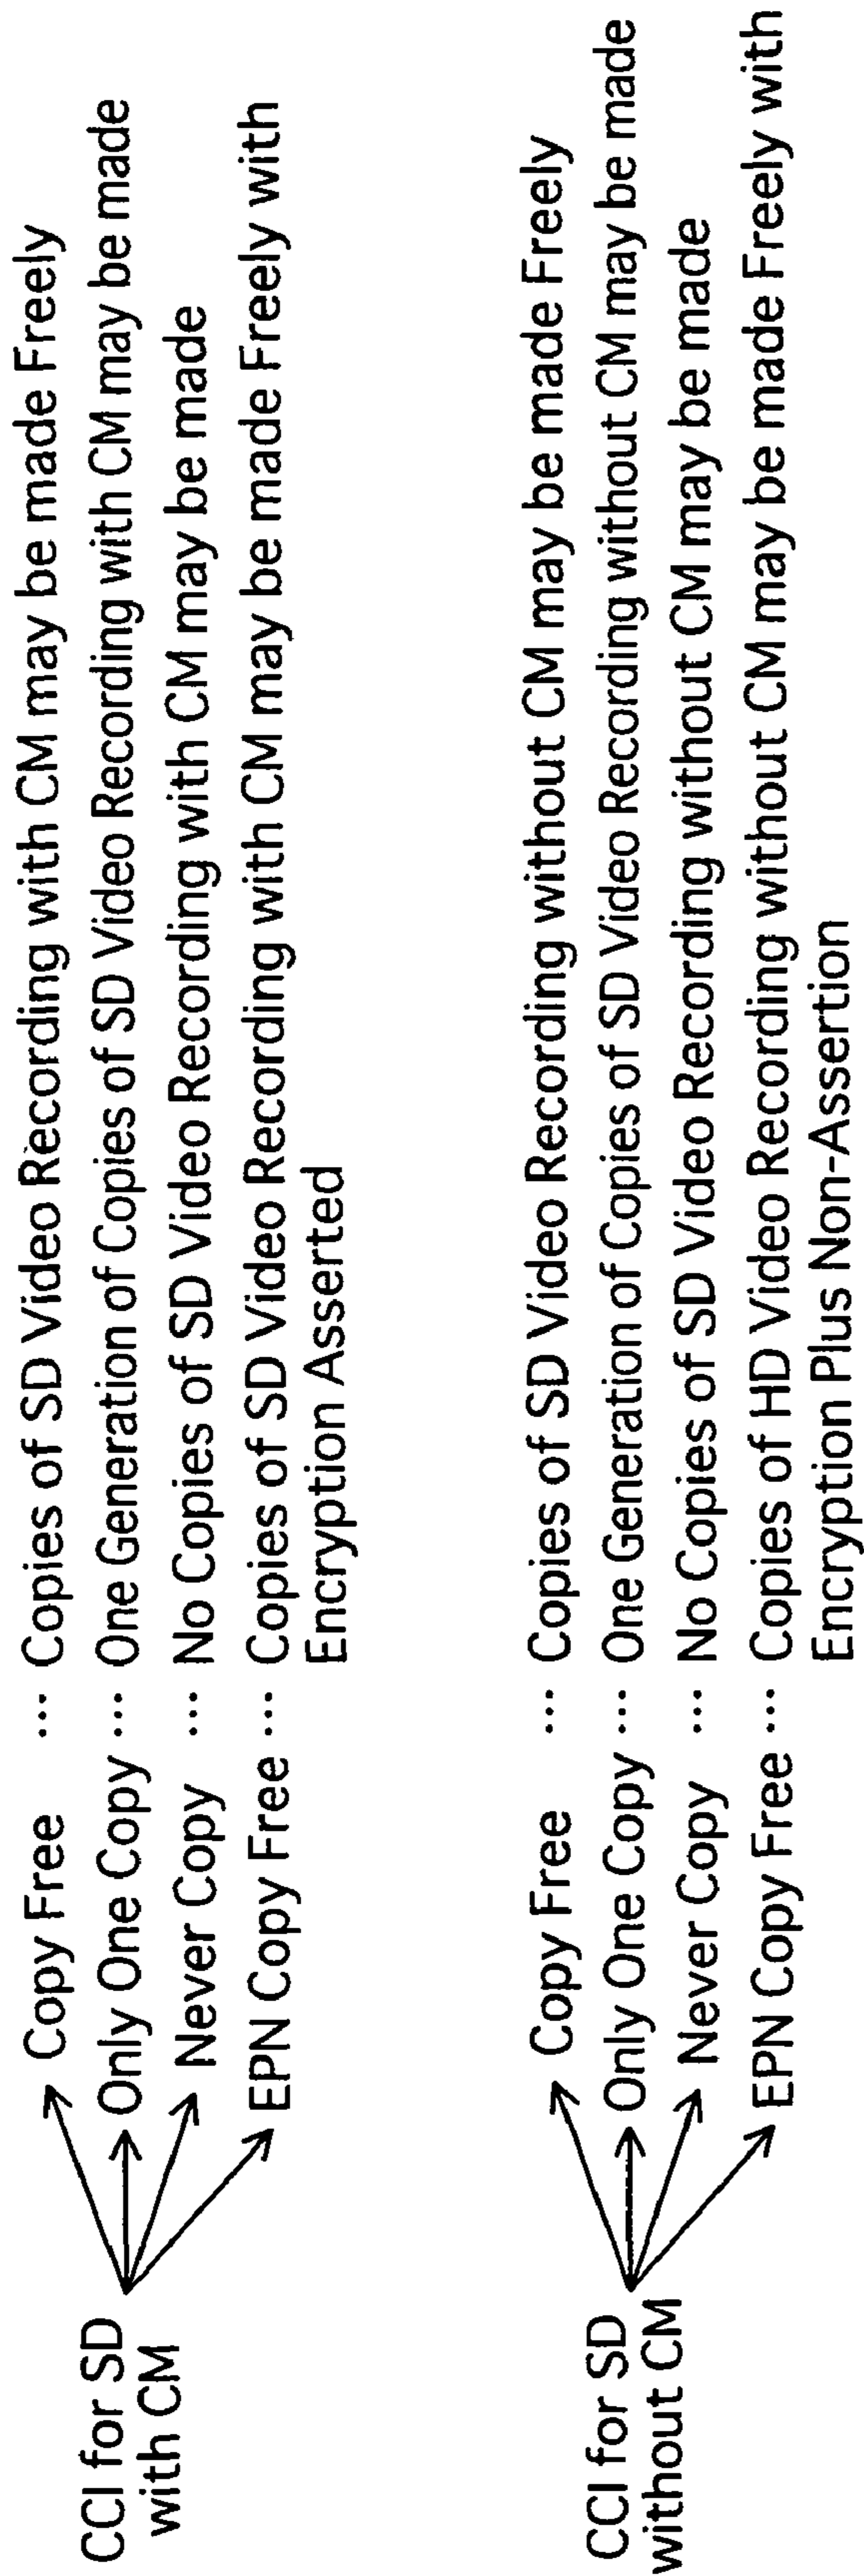 CCI for SD
with CM
Copy Free ... Copies of SD Video Recording with CM may be made Freely
Only One Copy ... One Generation of Copies of SD Video Recording with CM may be made
Never Copy ... No Copies of SD Video Recording with CM may be made
EPN Copy Free ... Copies of SD Video Recording with CM may be made Freely with
Encryption Asserted
CCI for SD
without CM
Copy Free ... Copies of SD Video Recording without CM may be made Freely
Only One Copy ... One Generation of Copies of SD Video Recording without CM may be made
Never Copy ... No Copies of SD Video Recording without CM may be made
EPN Copy Free ... Copies of HD Video Recording without CM may be made Freely with
Encryption Plus Non-Assertion